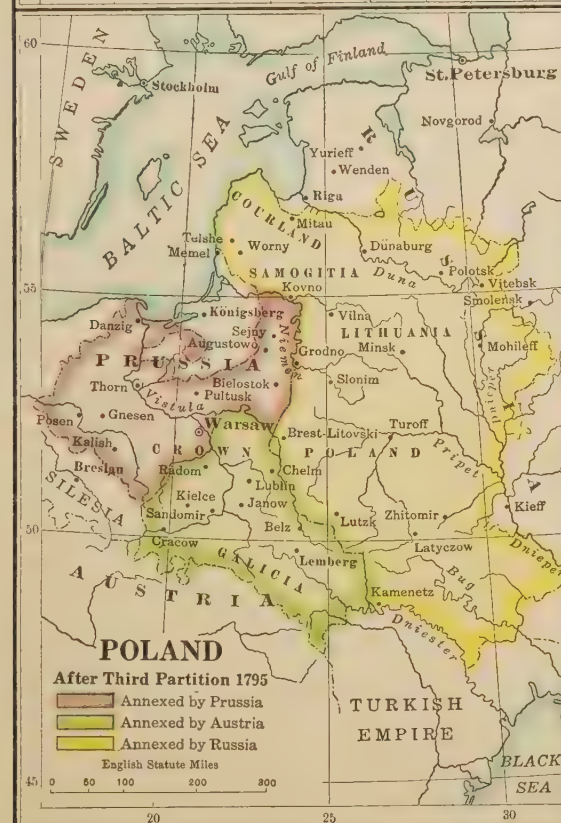 60
SWEDEN
Stockholm
Gulf of Finland
St. Petersburg
Novgorod
BALTIC SEA
RUSSIA
Yurieff
Wenden
Riga
COURLAND
Mitau
Telshe
Memel
Worny
Dünaburg
SAMOGITIA
Duna
Polotsk
Vitebsk
55
Kovno
Smolensk
Königsberg
Danzig
Sejny
Niemen
Vilna
LITHUANIA
Mohileff
Augustowo
Minsk
Grodno
PRUSSIA
Thorn
Bielostok
Slonim
Pultusk
Vistula
Posen
Gnesen
Warsaw
Brest-Litovski
Turoff
Kalish
CROWN POLAND
Pripet
Breslau
Radom
Chelm
Lublin
SILESIA
Kielce
Janow
Kieff
Sandomir
Belz
Lutzk
Zhitomir
50
Cracow
Latyczow
Dnieper
GALICIA
Lemberg
Bug
AUSTRIA
Kamenetz
Dniester
POLAND
After Third Partition 1795
Annexed by Prussia
Annexed by Austria
Annexed by Russia
English Statute Miles
0 50 100 200 300
TURKISH
EMPIRE
BLACK
SEA
45
20 25 30